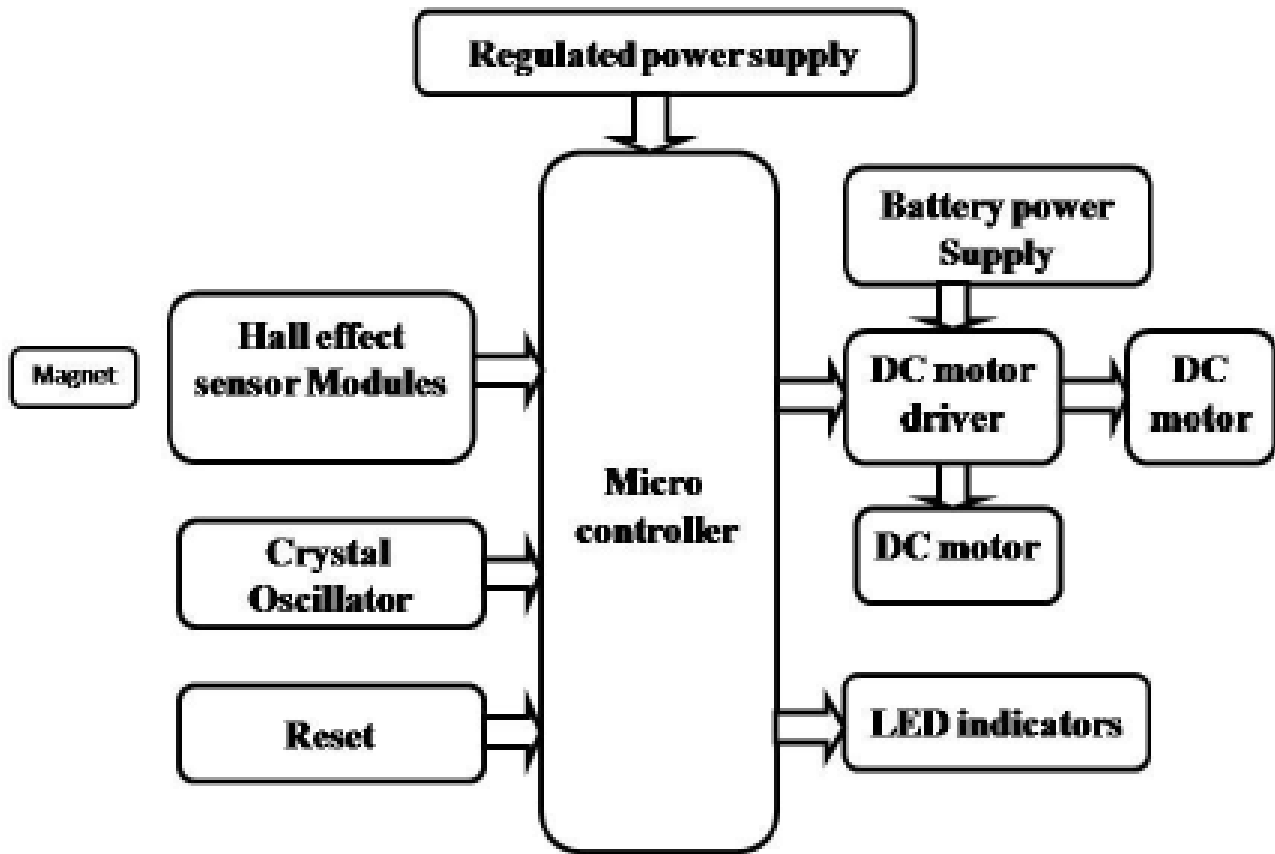 Regulated power supply
Battery power
Supply
Hall effect
sensor Modules
Magnet
DC motor
driver
DC
motor
Micro
controller
DC motor
Crystal
Oscillator
Reset
LED indicators